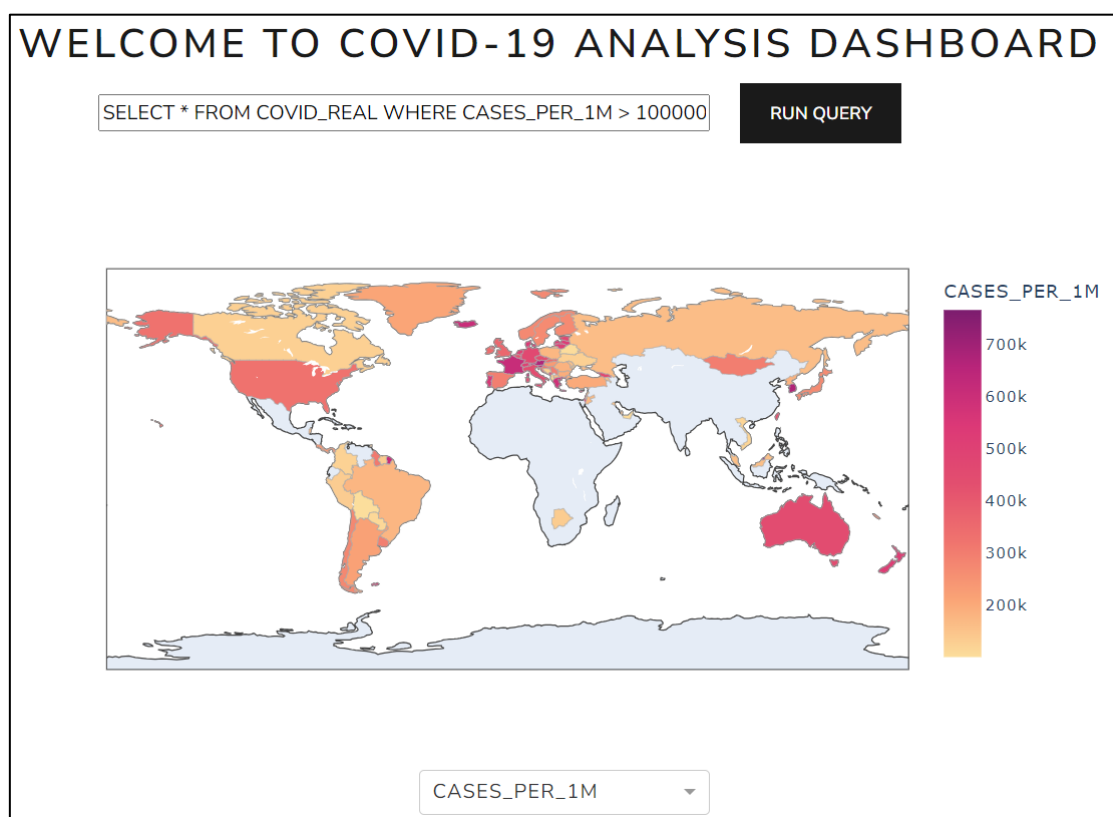 WELCOME TO COVID-19 ANALYSIS DASHBOARD
SELECT * FROM COVID_REAL WHERE CASES_PER_1M > 100000
RUN QUERY
CASES_PER_1M
700k
600k
500k
400k
300k
200k
CASES_PER_1M